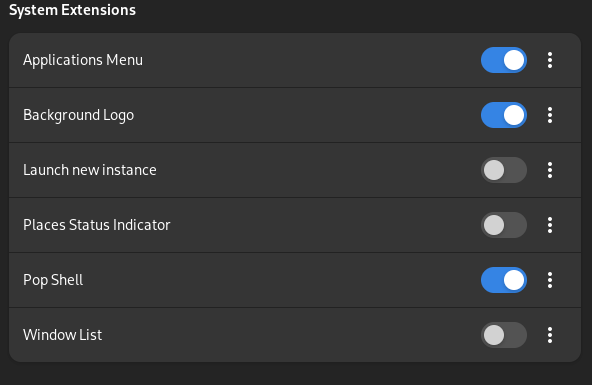 System Extensions
Applications Menu
Background Logo
Launch new instance
Places Status Indicator
Pop Shell
Window List